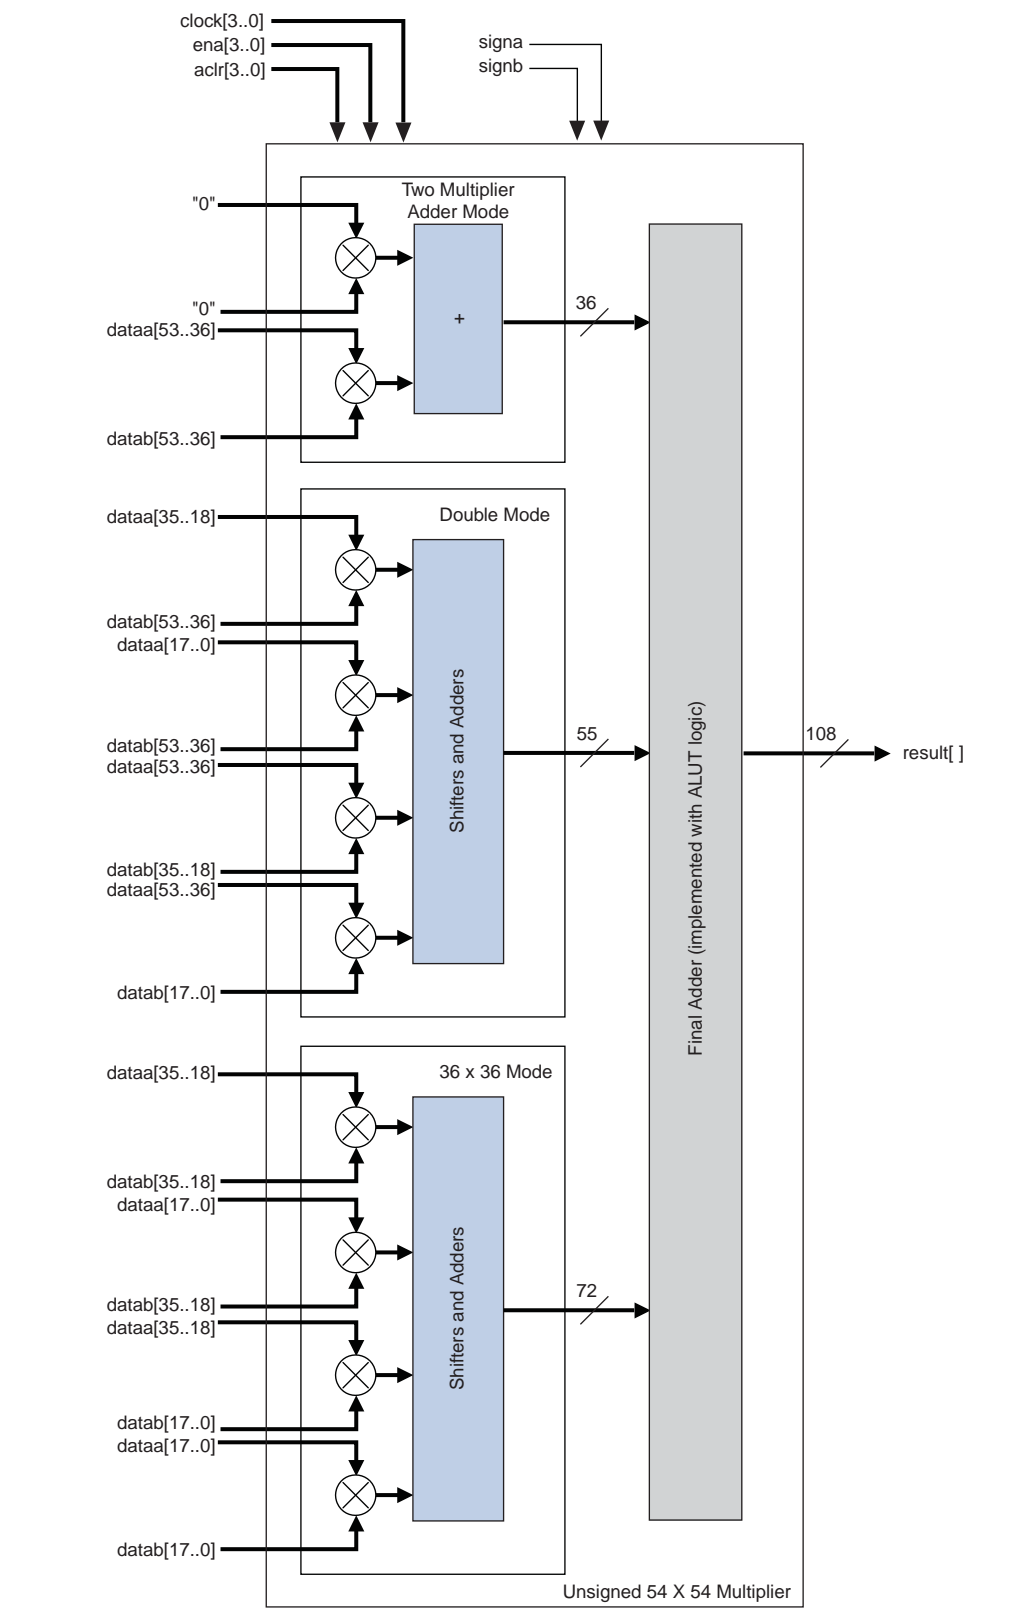 clock[3..0]
ena[3..0]
aclr[3..0]
signa
signb
Two Multiplier
Adder Mode
"0"
"0"
dataa[53..36]
datab[53..36]
+
36
Double Mode
dataa[35..18]
datab[53..36]
dataa[17..0]
datab[53..36]
dataa[53..36]
datab[35..18]
dataa[53..36]
datab[17..0]
Shifters and Adders
55
36 x 36 Mode
dataa[35..18]
datab[35..18]
dataa[17..0]
datab[35..18]
dataa[35..18]
datab[17..0]
dataa[17..0]
datab[17..0]
Shifters and Adders
72
Final Adder (implemented with ALUT logic)
108
result[ ]
Unsigned 54 X 54 Multiplier